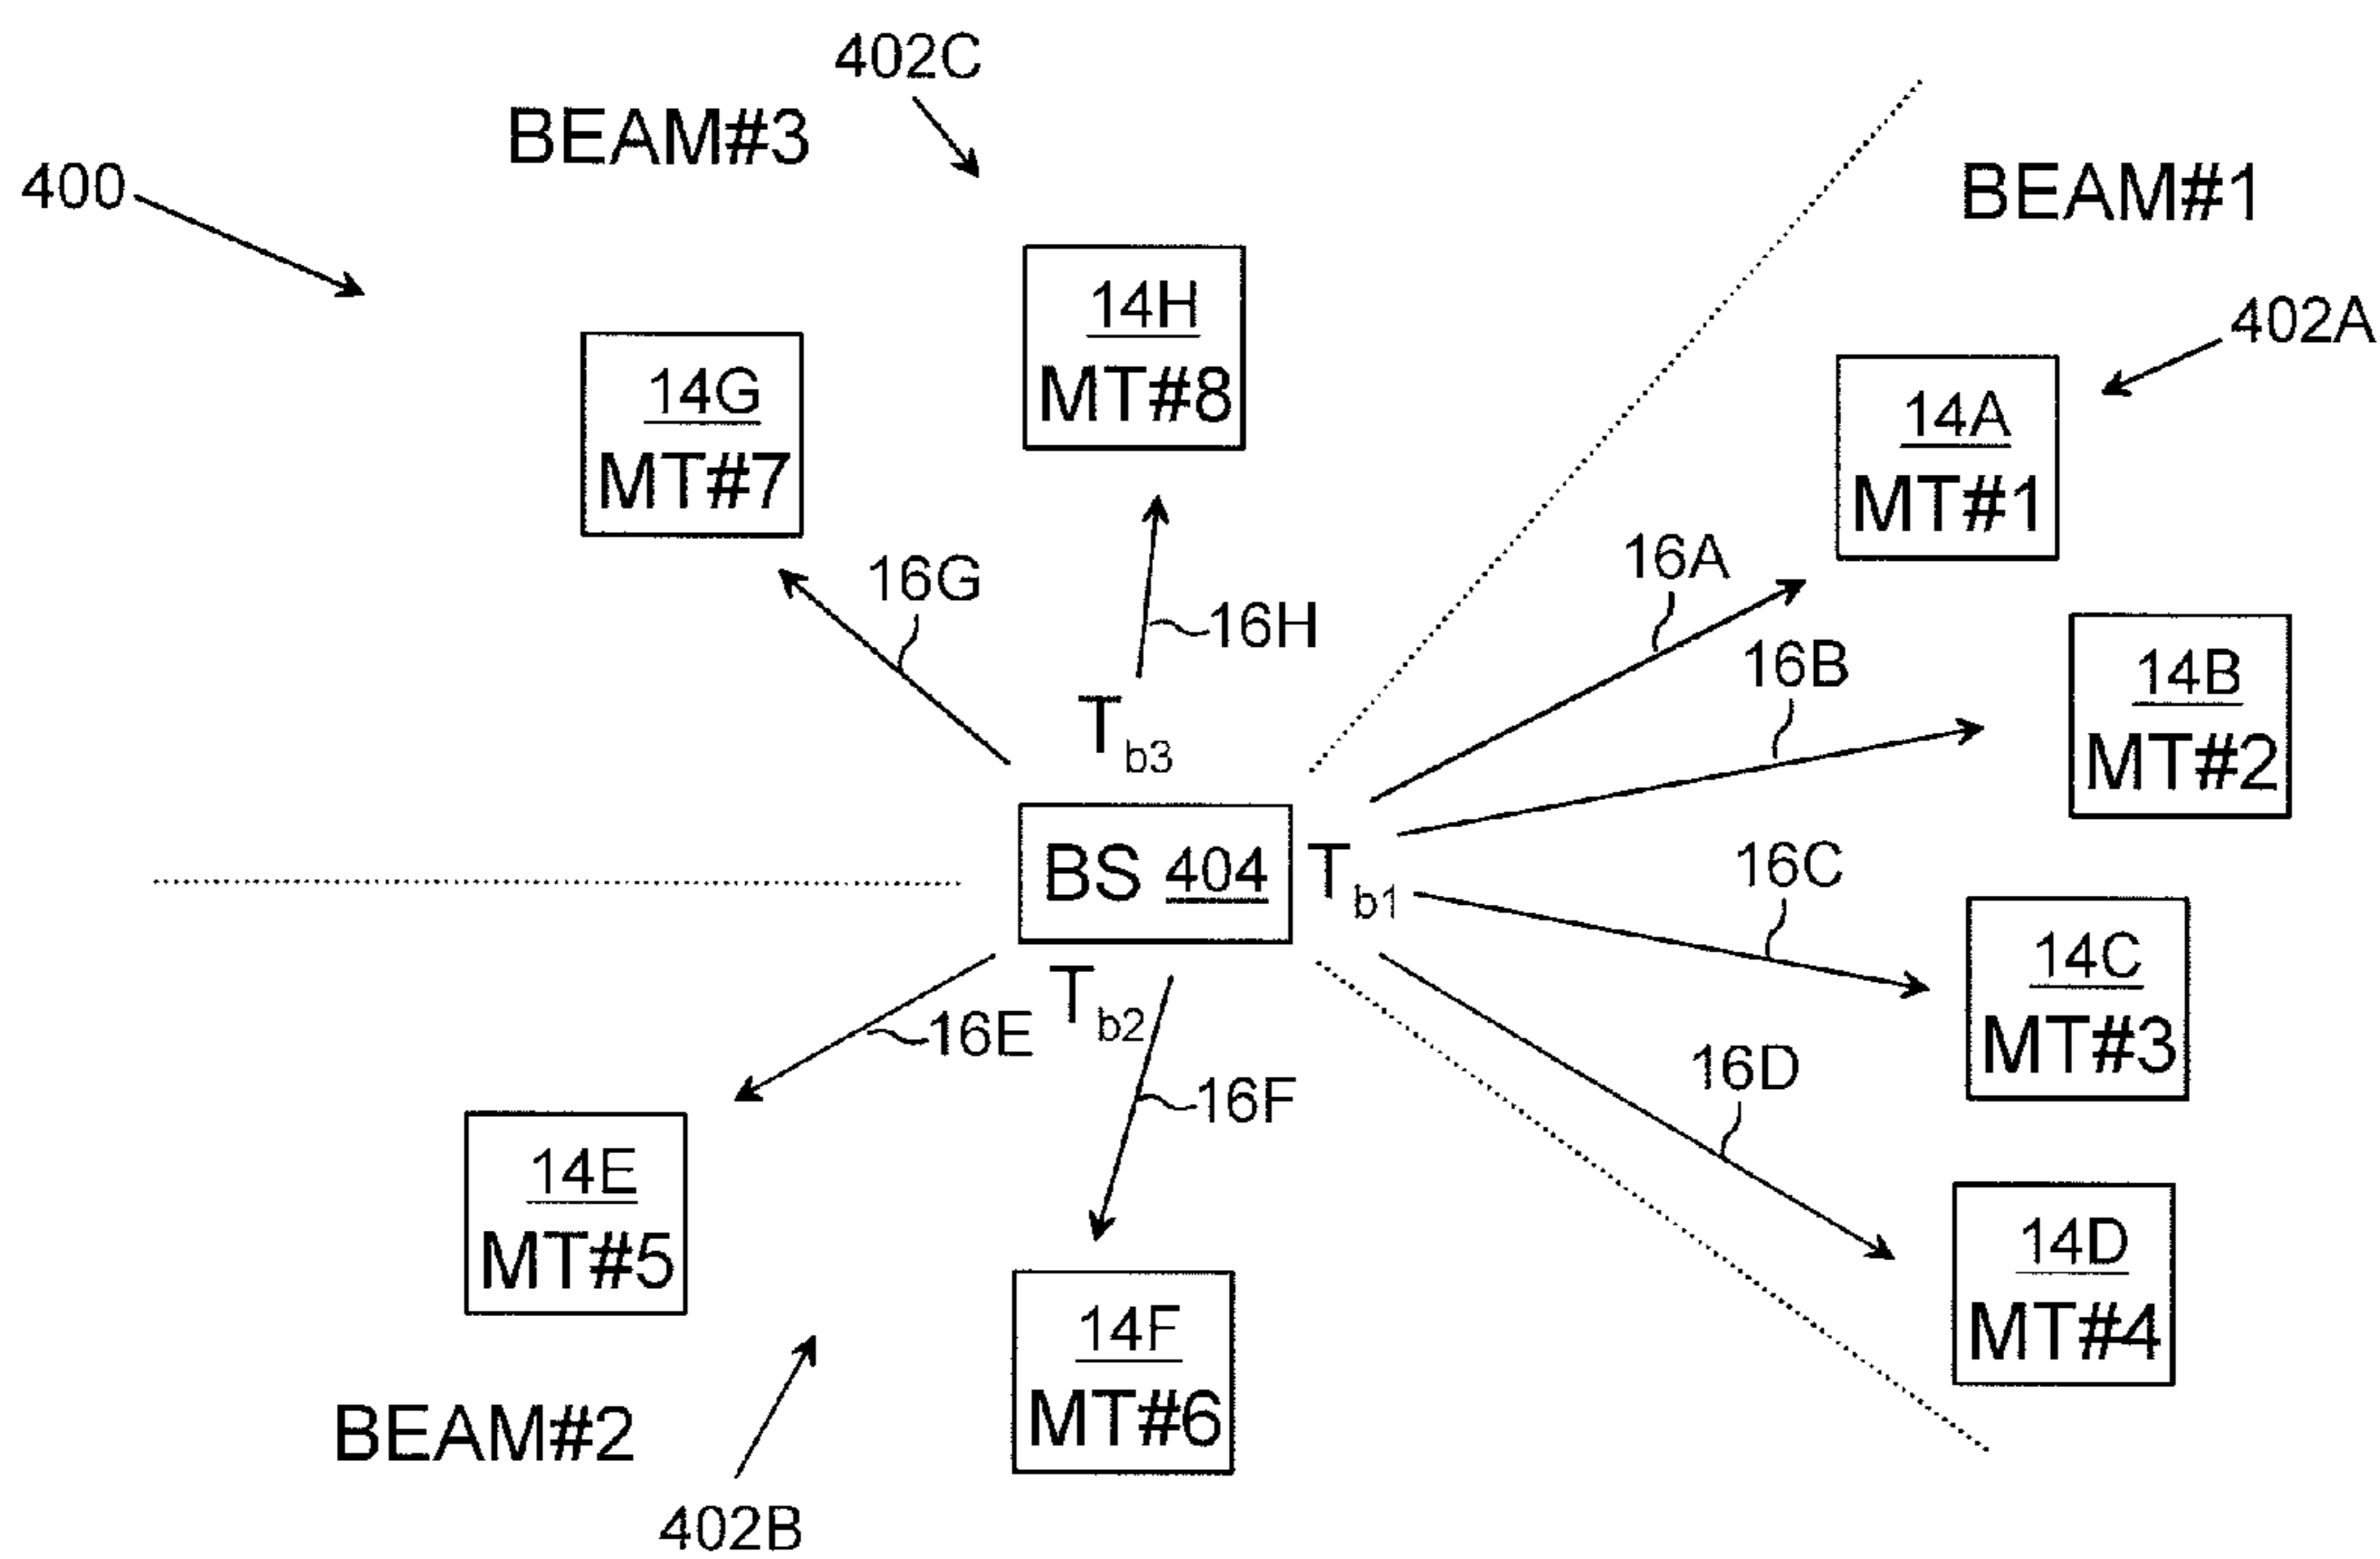 402C
BEAM#3
BEAM#1
400
402A
14H
MT#8
14G
MT#7
14A
MT#1
16A
16G
16H
16B
14B
MT#2
Tb3
BS 404
Tb1
16C
14C
MT#3
Tb2
16E
16F
16D
14E
MT#5
14D
MT#4
14F
MT#6
BEAM#2
402B